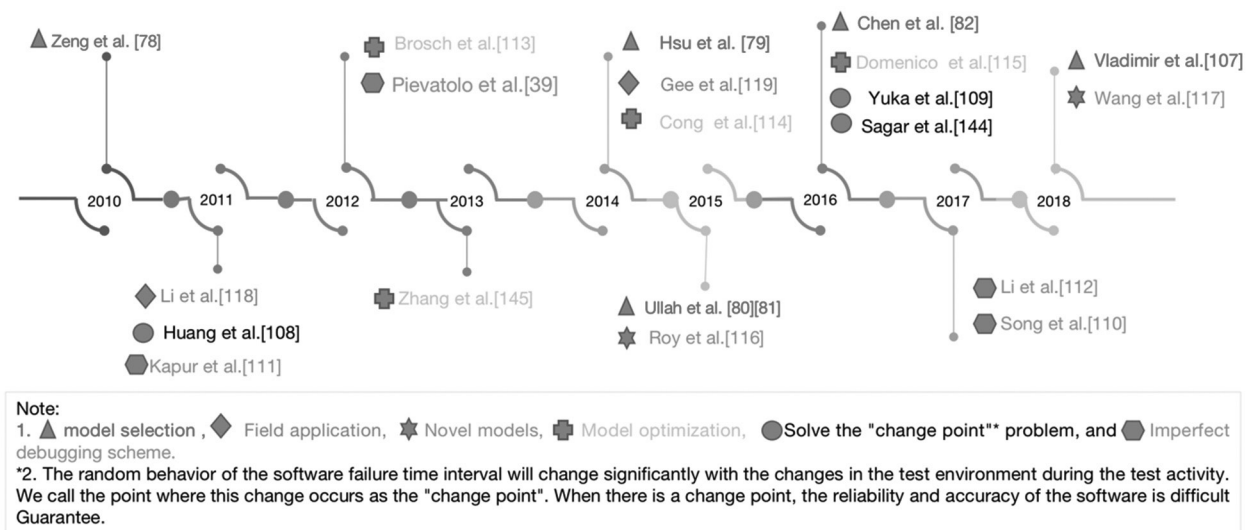 Zeng et al. [78]
Brosch et al.[113]
Pievatolo et al.[39]
Hsu et al. [79]
Gee et al.[119]
Cong et al.[114]
Chen et al. [82]
Domenico et al.[115]
Yuka et al.[109]
Sagar et al.[144]
Vladimir et al.[107]
Wang et al.[117]
2010 2011 2012 2013 2014 2015 2016 2017 2018
Li et al.[118]
Huang et al.[108]
Kapur et al.[111]
Zhang et al.[145]
Ullah et al. [80][81]
Roy et al.[116]
Li et al.[112]
Song et al.[110]
Note:
1. model selection , Field application, Novel models, Model optimization, Solve the "change point"* problem, and Imperfect
debugging scheme.
*2. The random behavior of the software failure time interval will change significantly with the changes in the test environment during the test activity.
We call the point where this change occurs as the "change point". When there is a change point, the reliability and accuracy of the software is difficult
Guarantee.